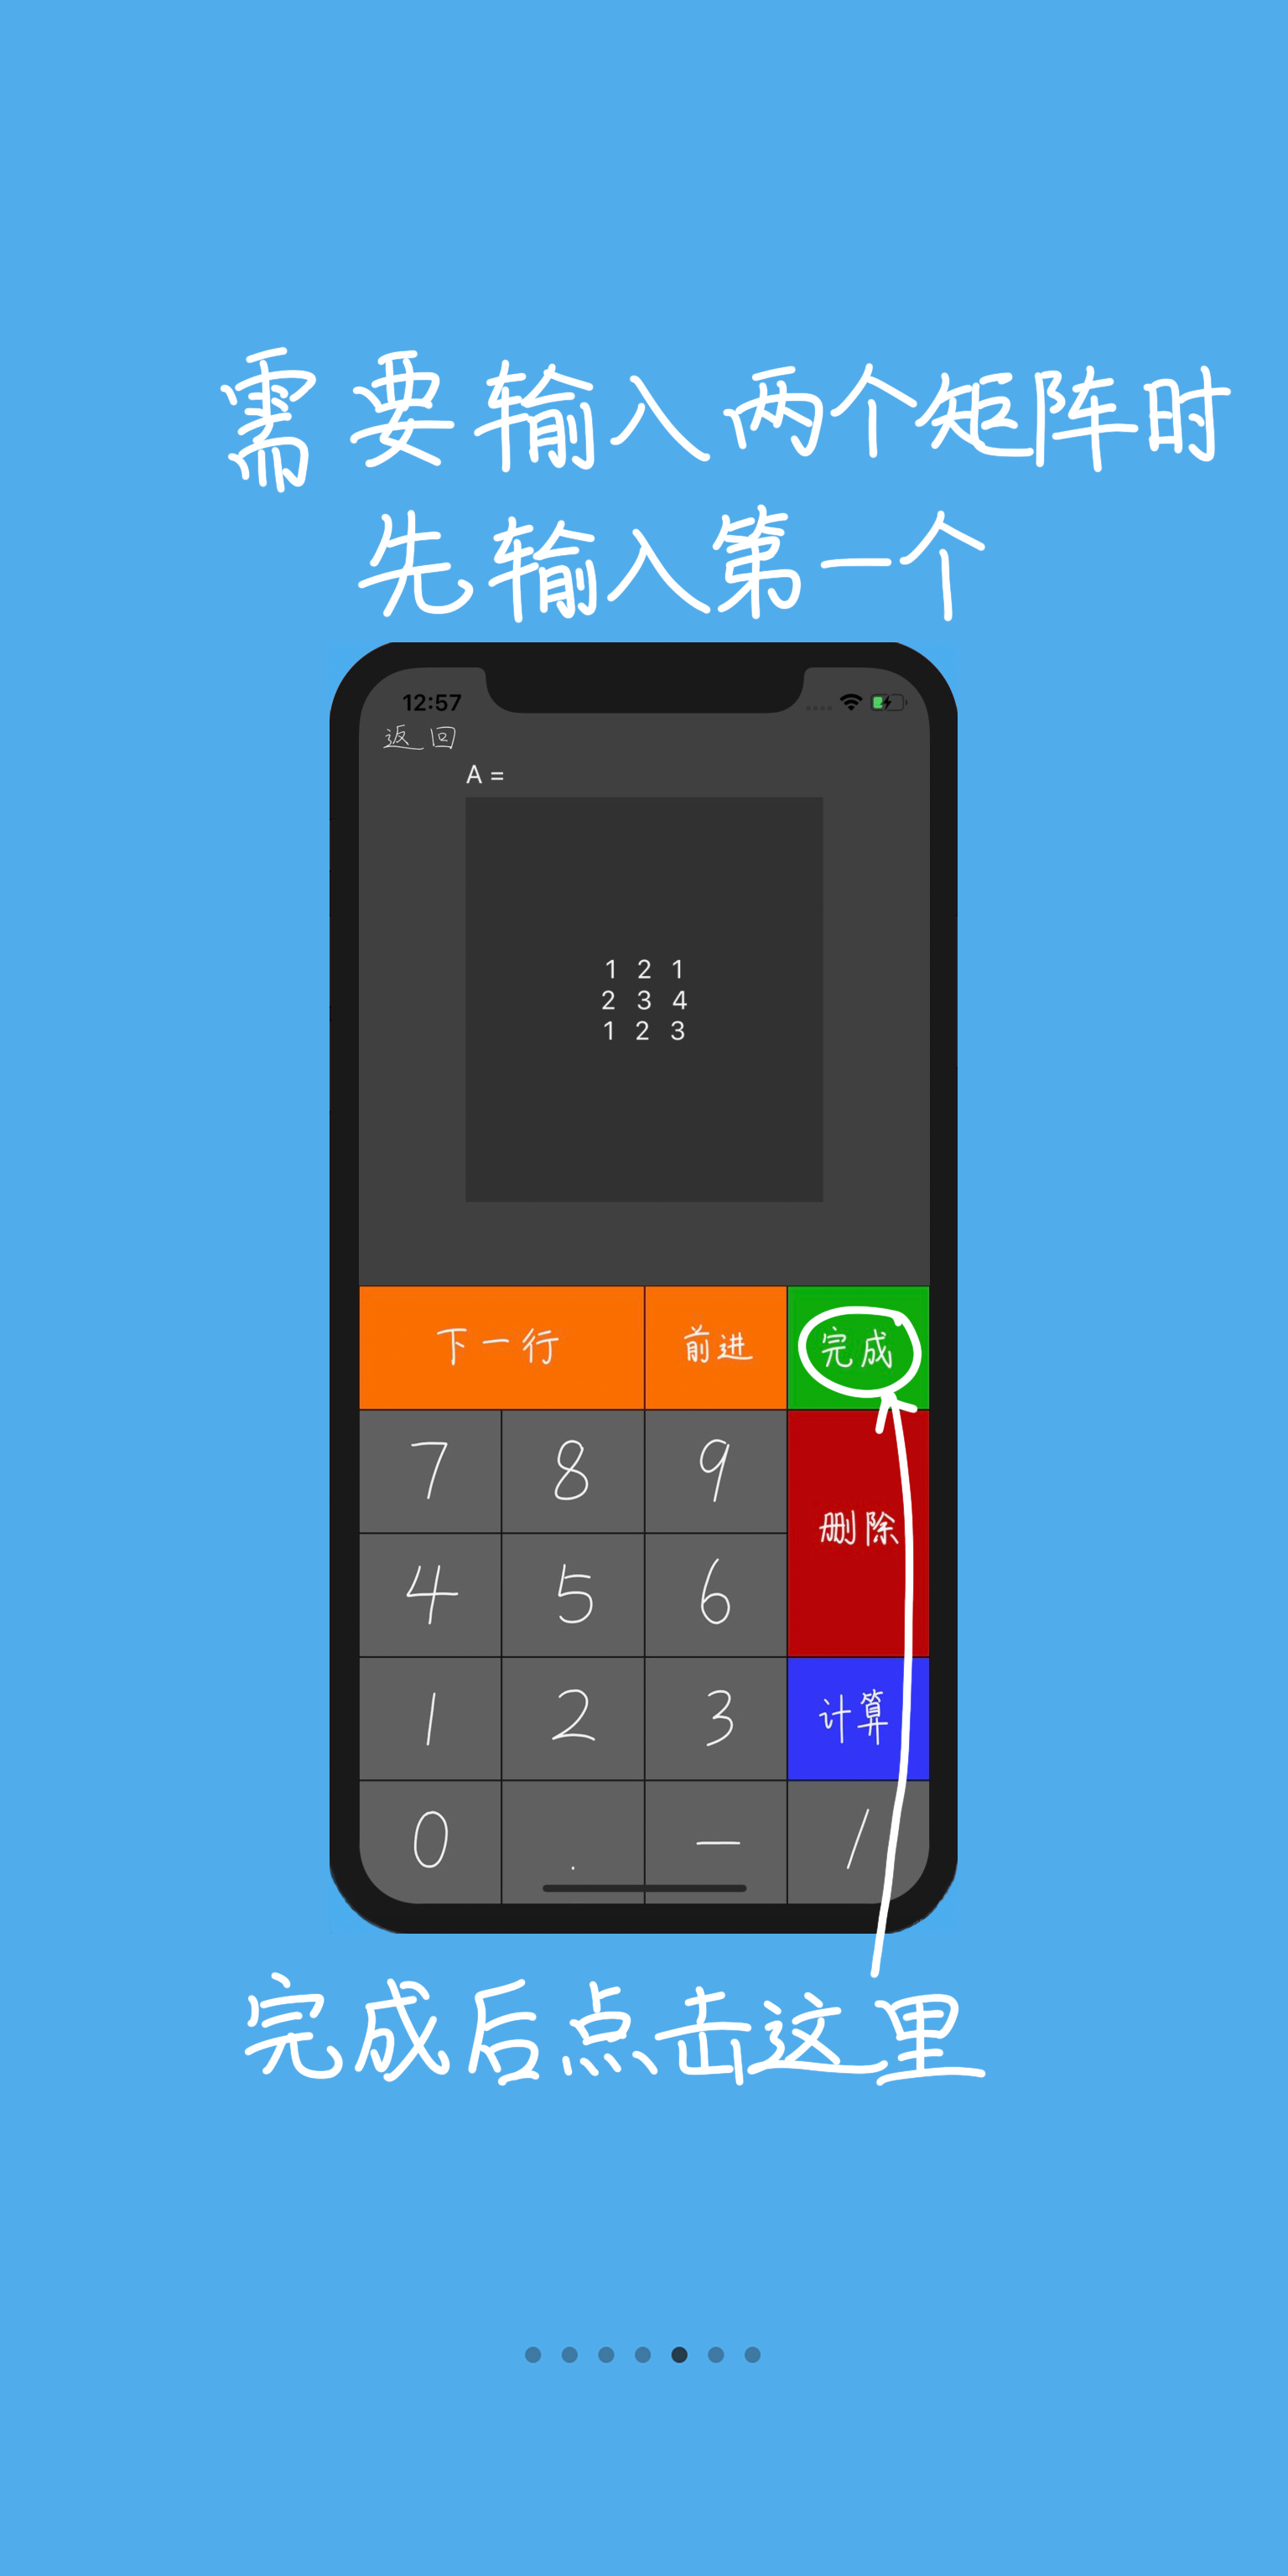 需要输入两个矩阵时
先输入第一个
12:57
返回
A =
1 2 1
2 3 4
1 2 3
下一行 前进 完成
7 8 9 删除
4 5 6
1 2 3 计算
0 . — /
完成后点击这里